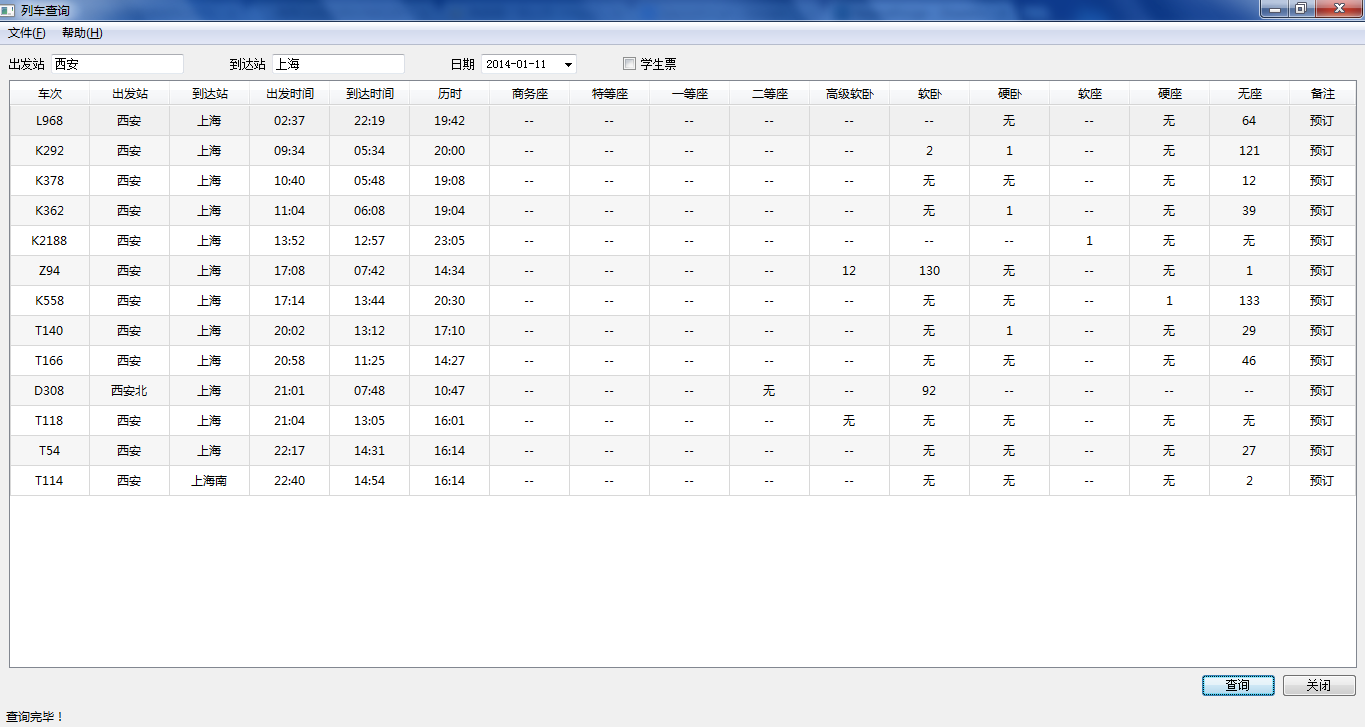 列车查询
文件(F) 帮助(H)
出发站 西安 到达站 上海 日期 2014-01-11 学生票
车次 出发站 到达站 出发时间 到达时间 历时 商务座 特等座 一等座 二等座 高级软卧 软卧 硬卧 软座 硬座 无座 备注
L968 西安 上海 02:37 22:19 19:42 -- -- -- -- -- -- 无 -- 无 64 预订
K292 西安 上海 09:34 05:34 20:00 -- -- -- -- -- 2 1 -- 无 121 预订
K378 西安 上海 10:40 05:48 19:08 -- -- -- -- -- 无 无 -- 无 12 预订
K362 西安 上海 11:04 06:08 19:04 -- -- -- -- -- 无 1 -- 无 39 预订
K2188 西安 上海 13:52 12:57 23:05 -- -- -- -- -- -- -- 1 无 无 预订
Z94 西安 上海 17:08 07:42 14:34 -- -- -- -- 12 130 无 -- 无 1 预订
K558 西安 上海 17:14 13:44 20:30 -- -- -- -- -- 无 无 -- 1 133 预订
T140 西安 上海 20:02 13:12 17:10 -- -- -- -- -- 无 1 -- 无 29 预订
T166 西安 上海 20:58 11:25 14:27 -- -- -- -- -- 无 无 -- 无 46 预订
D308 西安北 上海 21:01 07:48 10:47 -- -- -- 无 -- 92 -- -- -- -- 预订
T118 西安 上海 21:04 13:05 16:01 -- -- -- -- 无 无 无 -- 无 无 预订
T54 西安 上海 22:17 14:31 16:14 -- -- -- -- -- 无 无 -- 无 27 预订
T114 西安 上海南 22:40 14:54 16:14 -- -- -- -- -- 无 无 -- 无 2 预订
查询 关闭
查询完毕！